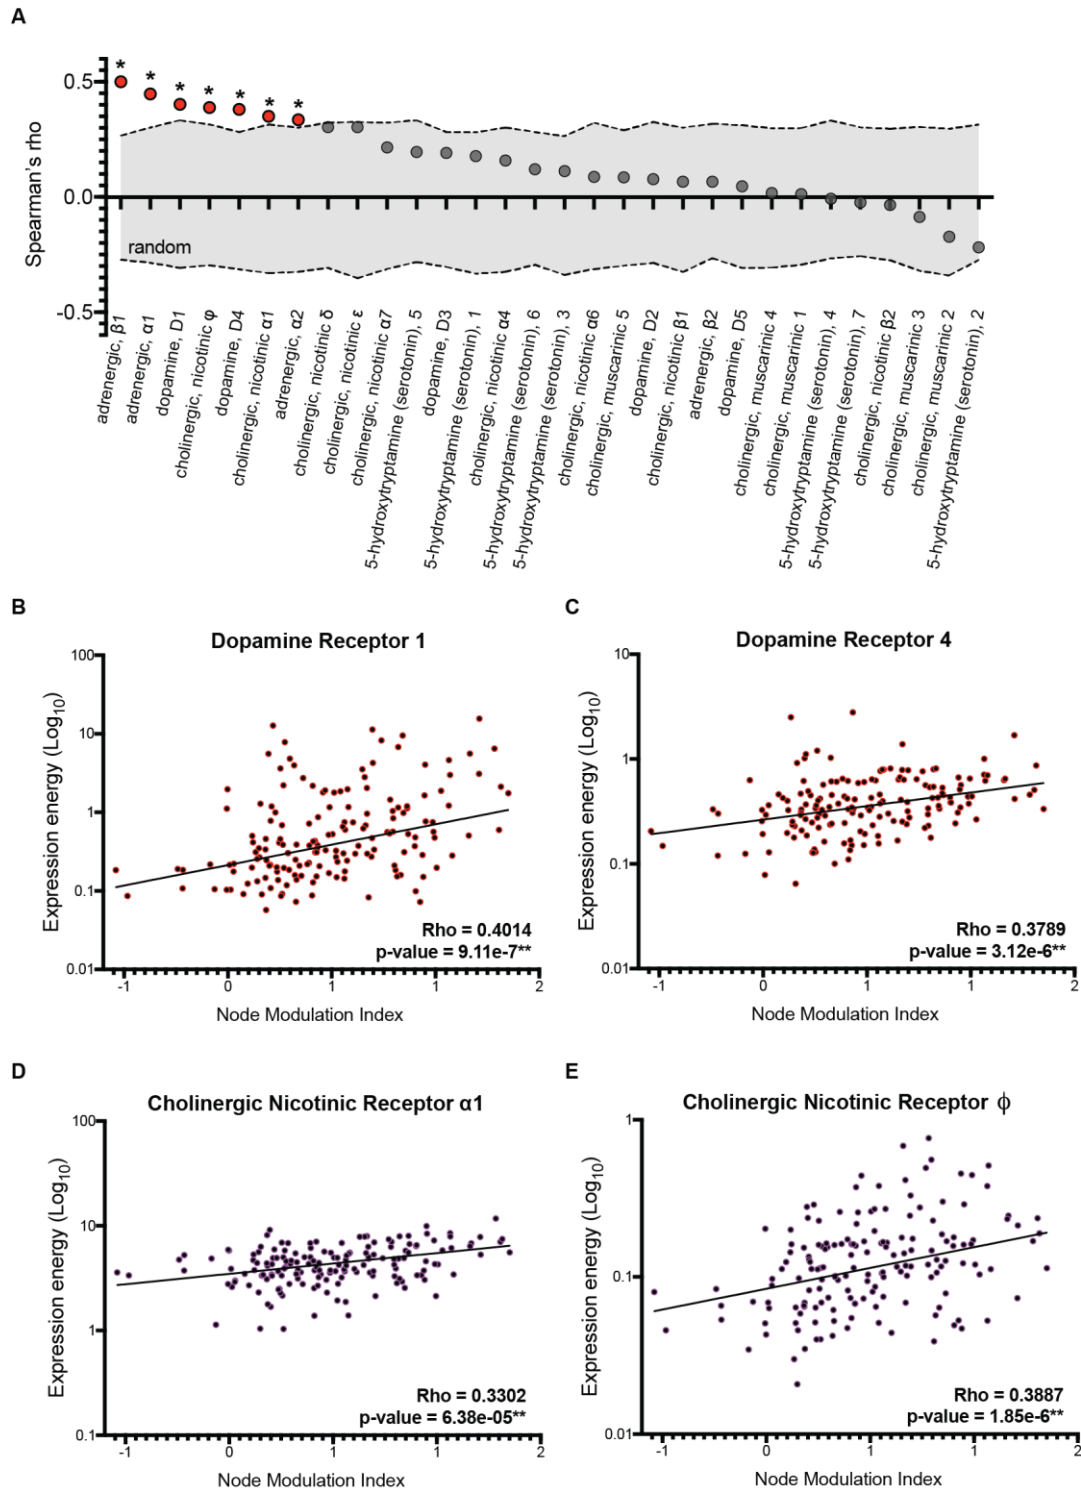 A
Spearman's rho
0.5
0.0
-0.5
* * * * * * *
random
adrenergic, β1
adrenergic, α1
dopamine, D1
cholinergic, nicotinic φ
dopamine, D4
cholinergic, nicotinic α1
adrenergic, α2
cholinergic, nicotinic δ
cholinergic, nicotinic ε
cholinergic, nicotinic α7
5-hydroxytryptamine (serotonin), 5
dopamine, D3
5-hydroxytryptamine (serotonin), 1
cholinergic, nicotinic α4
5-hydroxytryptamine (serotonin), 6
5-hydroxytryptamine (serotonin), 3
cholinergic, nicotinic α6
cholinergic, muscarinic 5
dopamine, D2
cholinergic, nicotinic β1
adrenergic, β2
dopamine, D5
cholinergic, muscarinic 4
cholinergic, muscarinic 1
5-hydroxytryptamine (serotonin), 4
5-hydroxytryptamine (serotonin), 7
cholinergic, nicotinic β2
cholinergic, muscarinic 3
cholinergic, muscarinic 2
5-hydroxytryptamine (serotonin), 2
B
Dopamine Receptor 1
Expression energy (Log10)
100
10
1
0.1
0.01
Rho = 0.4014
p-value = 9.11e-7**
-1 0 1 1 2
Node Modulation Index
C
Dopamine Receptor 4
Expression energy (Log10)
10
1
0.1
0.01
Rho = 0.3789
p-value = 3.12e-6**
-1 0 1 1 2
Node Modulation Index
D
Cholinergic Nicotinic Receptor α1
Expression energy (Log10)
100
10
1
0.1
Rho = 0.3302
p-value = 6.38e-05**
-1 0 1 1 2
Node Modulation Index
E
Cholinergic Nicotinic Receptor ϕ
Expression energy (Log10)
1
0.1
0.01
Rho = 0.3887
p-value = 1.85e-6**
-1 0 1 1 2
Node Modulation Index